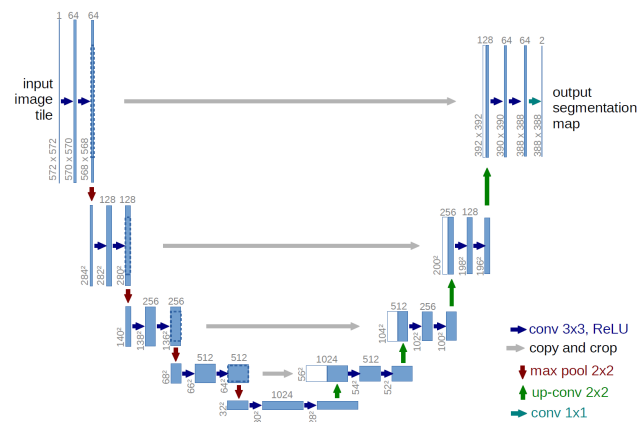 1 64 64
128 64 64 2
input
image
tile
output
segmentation
map
572 x 572
570 x 570
568 x 568
392 x 392
390 x 390
388 x 388
388 x 388
128 128
256 128
284²
282²
280²
200²
198²
196²
256 256
512 256
140²
138²
136²
104²
102²
100²
512 512
1024 512
68²
66²
64²
56²
54²
52²
1024
32²
30²
28²
conv 3x3, ReLU
copy and crop
max pool 2x2
up-conv 2x2
conv 1x1